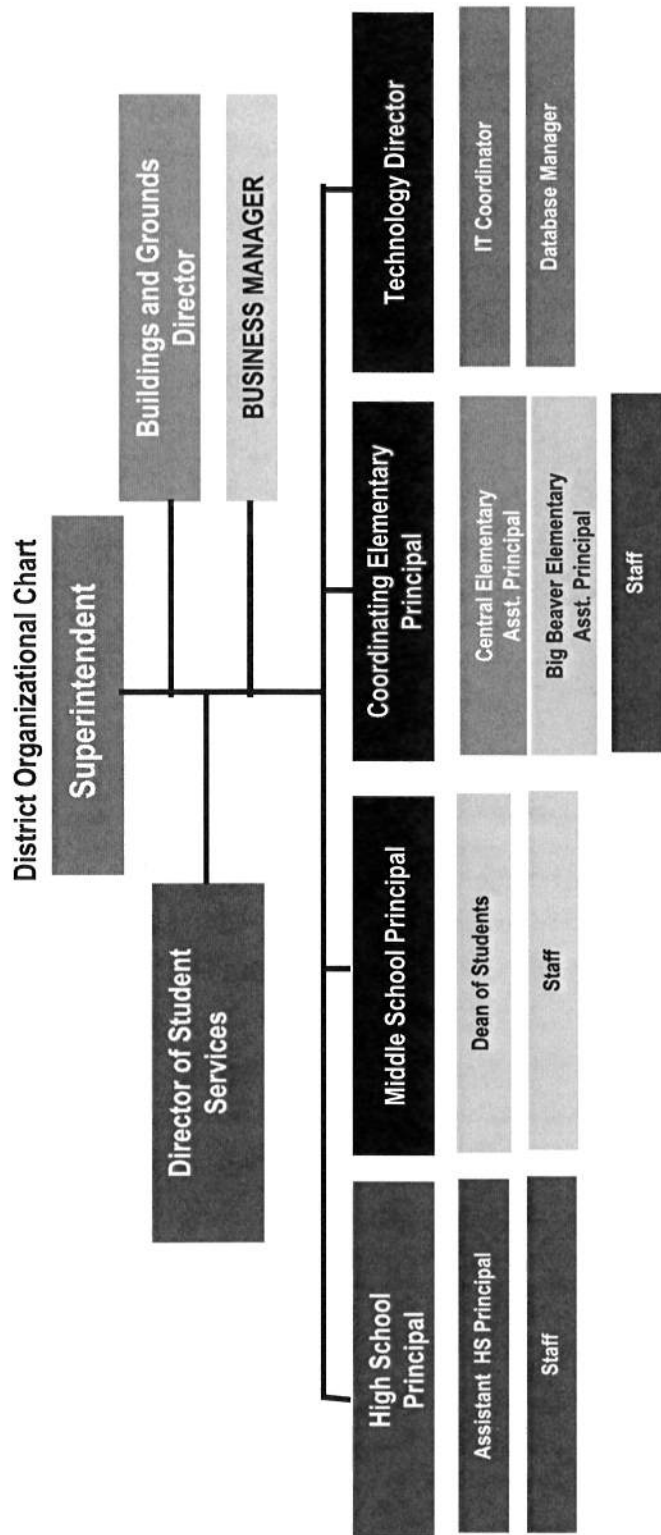 District Organizational Chart
Superintendent
Buildings and Grounds
Director
BUSINESS MANAGER
Director of Student
Services
High School
Principal
Assistant HS Principal
Staff
Middle School Principal
Dean of Students
Staff
Coordinating Elementary
Principal
Central Elementary
Asst. Principal
Big Beaver Elementary
Asst. Principal
Staff
Technology Director
IT Coordinator
Database Manager